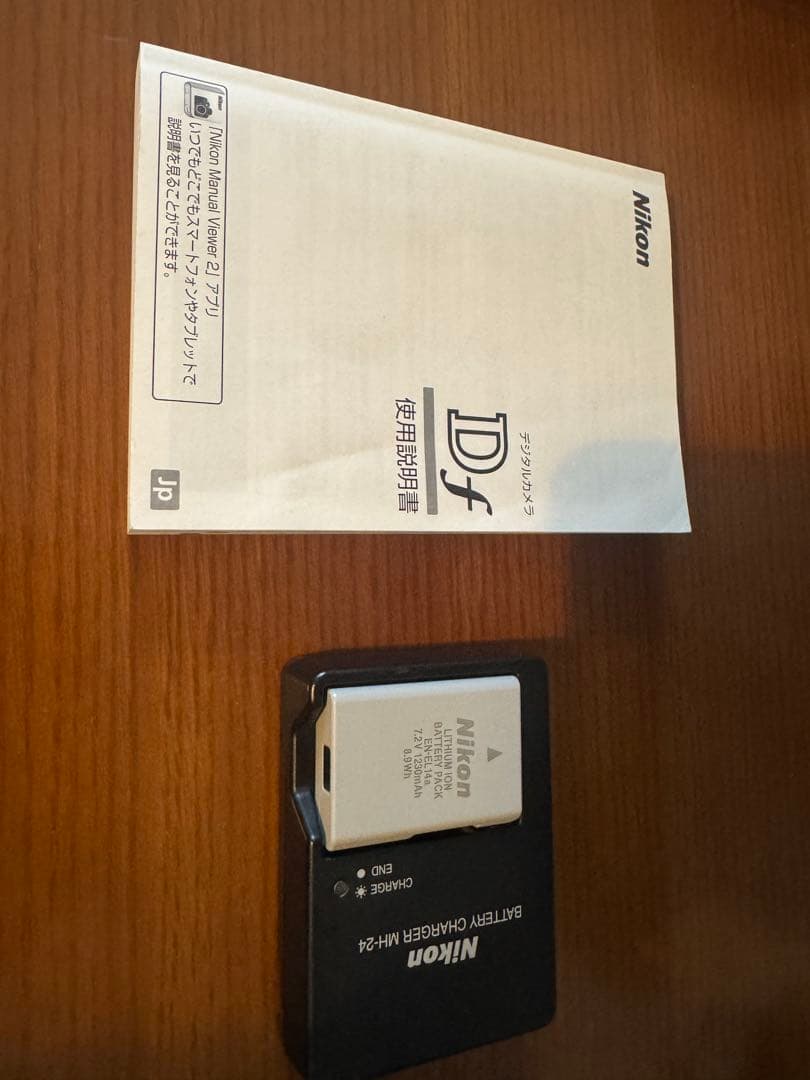 Nikon
デジタルカメラ
Df
使用説明書
Jp
「Nikon Manual Viewer 2」アプリ
いつでもどこでもスマートフォンやタブレットで
説明書を見ることができます。
Nikon
LITHIUM ION
BATTERY PACK
EN-EL14a
7.2V 1230mAh
8.9Wh
CHARGE
END
Nikon
BATTERY CHARGER MH-24